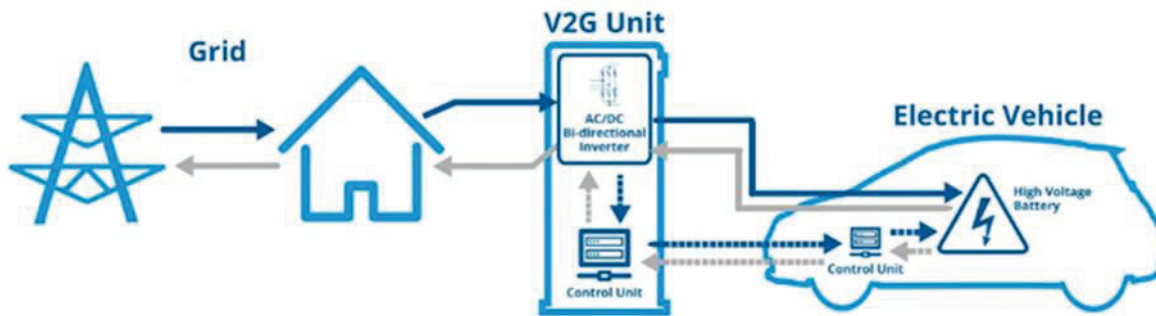 V2G Unit
Grid
AC/DC
Bi-directional
Inverter
Electric Vehicle
High Voltage
Battery
Control Unit
Control Unit